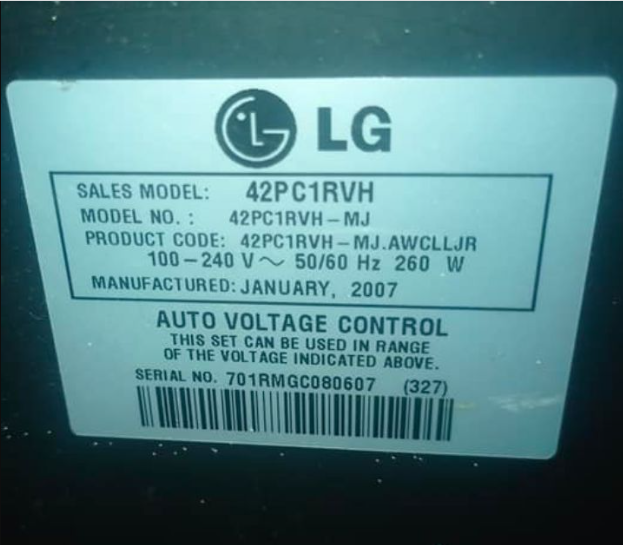 LG
SALES MODEL: 42PC1RVH
MODEL NO. : 42PC1RVH-MJ
PRODUCT CODE: 42PC1RVH-MJ.AWCLLJR
100-240 V~ 50/60 Hz 260 W
MANUFACTURED: JANUARY, 2007
AUTO VOLTAGE CONTROL
THIS SET CAN BE USED IN RANGE
OF THE VOLTAGE INDICATED ABOVE.
SERIAL NO. 701RMGC080607 (327)